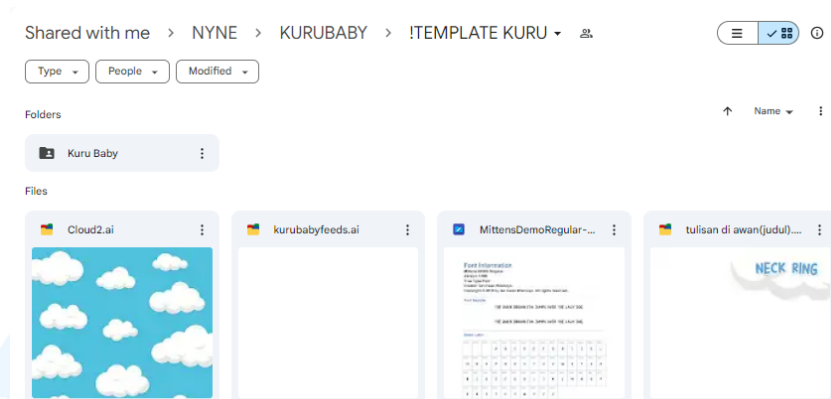 Shared with me > NYNE > KURUBABY > !TEMPLATE KURU
Type People Modified
Folders
Name
Kuru Baby
Files
Cloud2.ai
kurubabyfeeds.ai
MittensDemoRegular-...
tulisan di awan(judul)....
Font Information
NECK RING